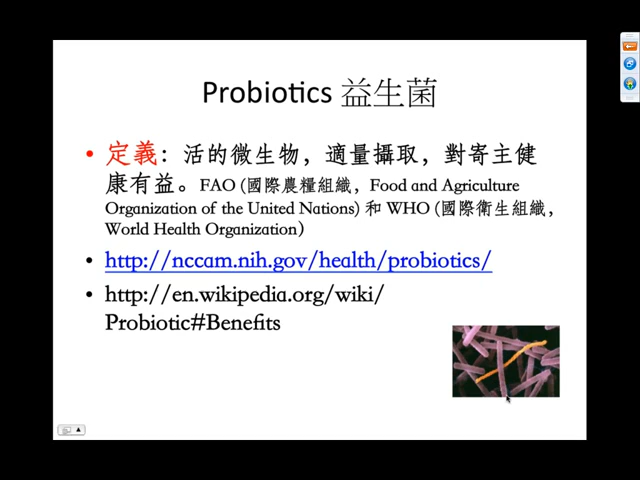 Probiotics 益生菌
• 定義：活的微生物，適量攝取，對寄主健
康有益。FAO (國際農糧組織，Food and Agriculture
Organization of the United Nations) 和 WHO (國際衛生組織，
World Health Organization）
• http://nccam.nih.gov/health/probiotics/
• http://en.wikipedia.org/wiki/
Probiotic#Benefits